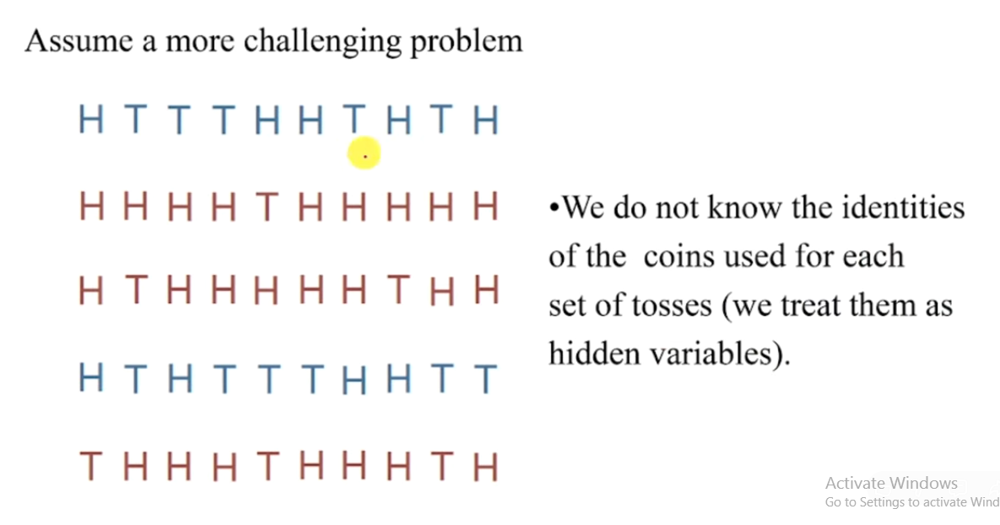 Assume a more challenging problem
H T T T H H T H T H
H H H H T H H H H H
H T H H H H H T H H
H T H T T T H H T T
T H H H T H H H T H
•We do not know the identities
of the coins used for each
set of tosses (we treat them as
hidden variables).
Activate Windows
Go to Settings to activate Wind